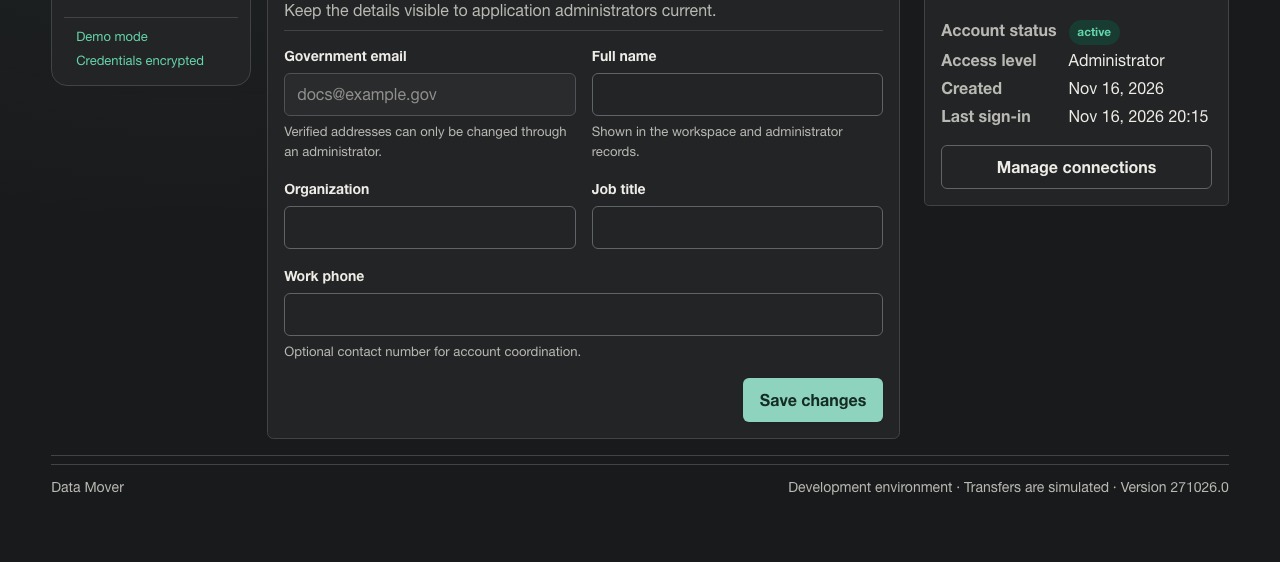 Demo mode
Credentials encrypted
Keep the details visible to application administrators current.
Government email
docs@example.gov
Verified addresses can only be changed through
an administrator.
Full name
Shown in the workspace and administrator
records.
Organization
Job title
Work phone
Optional contact number for account coordination.
Save changes
Account status active
Access level Administrator
Created Nov 16, 2026
Last sign-in Nov 16, 2026 20:15
Manage connections
Data Mover
Development environment · Transfers are simulated · Version 271026.0